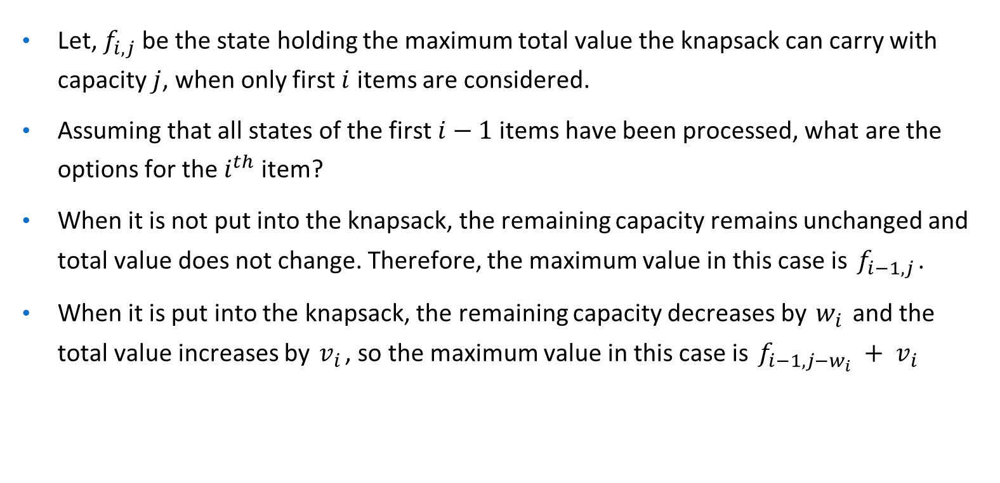 • Let, f_{i,j} be the state holding the maximum total value the knapsack can carry with
capacity j, when only first i items are considered.
• Assuming that all states of the first i − 1 items have been processed, what are the
options for the i^{th} item?
• When it is not put into the knapsack, the remaining capacity remains unchanged and
total value does not change. Therefore, the maximum value in this case is f_{i−1,j}.
• When it is put into the knapsack, the remaining capacity decreases by w_i and the
total value increases by v_i, so the maximum value in this case is f_{i−1,j−w_i} + v_i